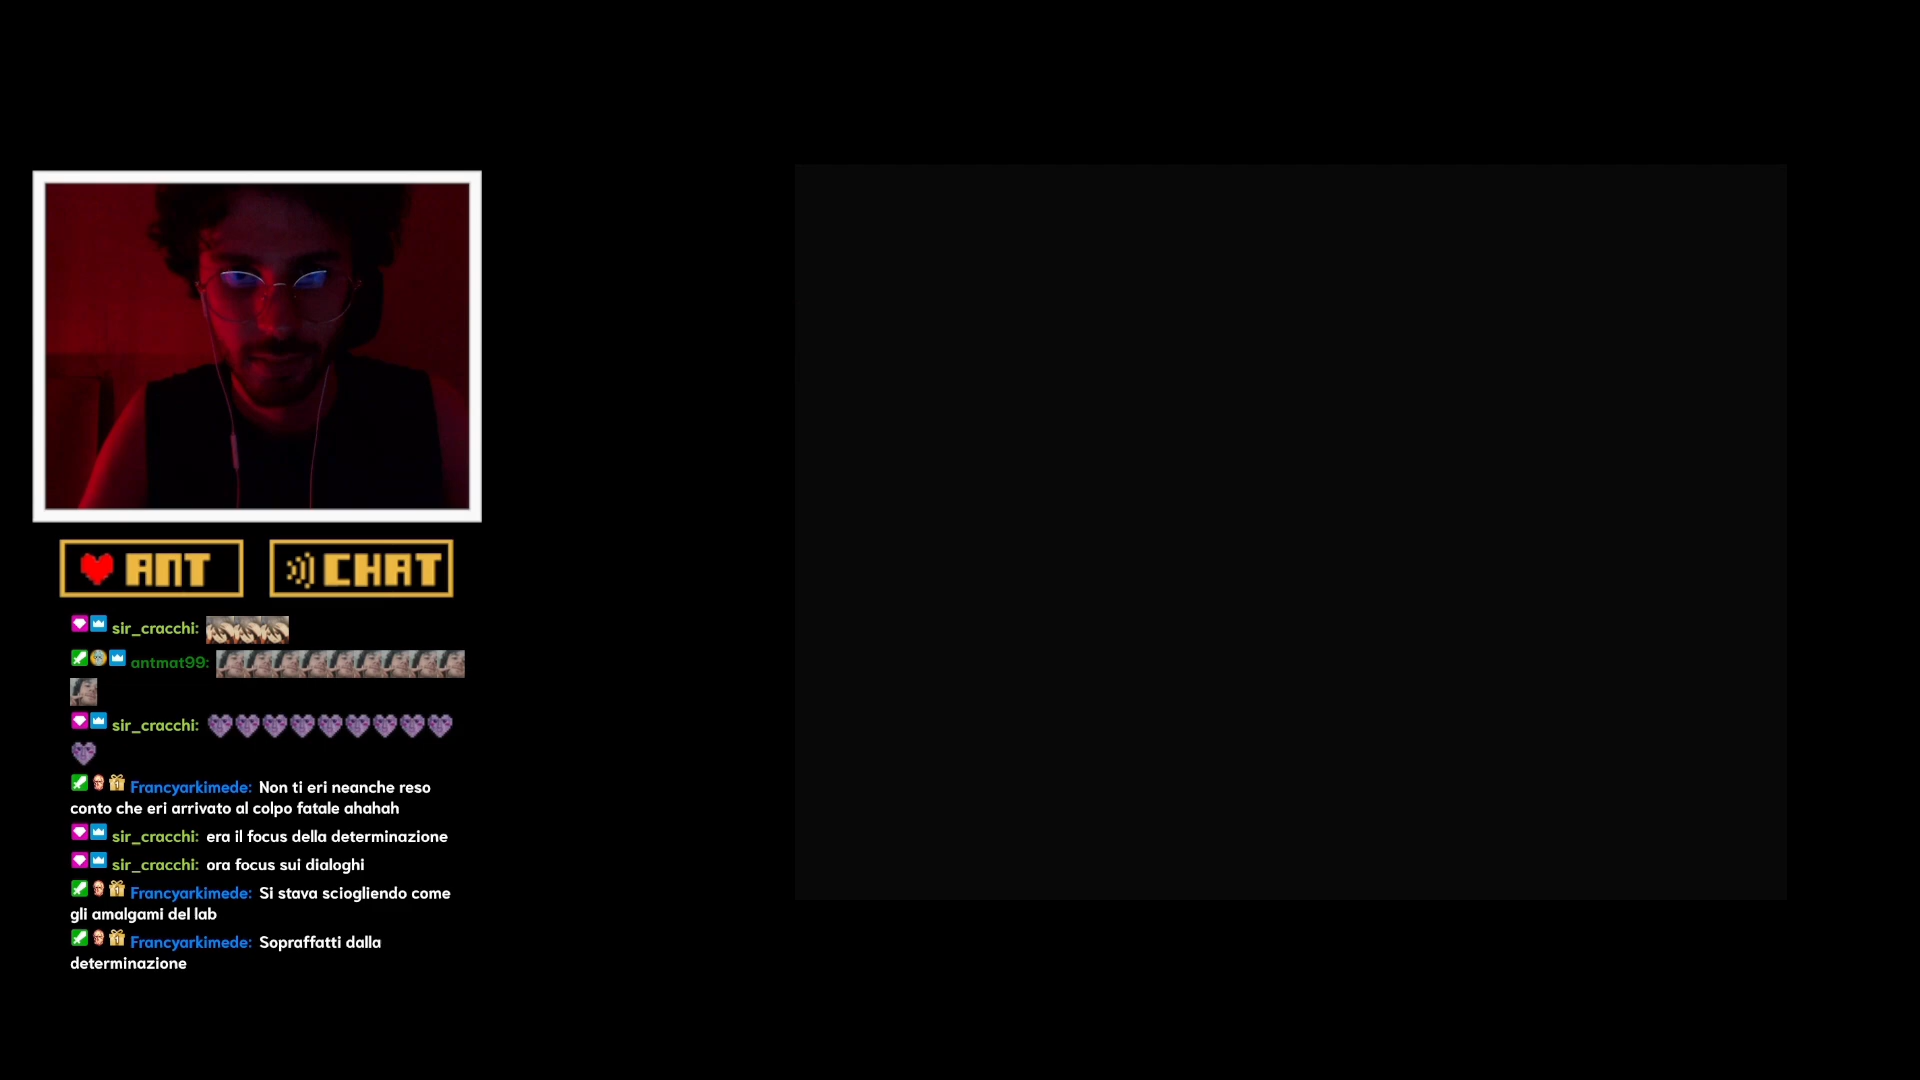 ANT
CHAT
sir_cracchi:
antmat99:
sir_cracchi:
Francyarkimede: Non ti eri neanche reso
conto che eri arrivato al colpo fatale ahahah
sir_cracchi: era il focus della determinazione
sir_cracchi: ora focus sui dialoghi
Francyarkimede: Si stava sciogliendo come
gli amalgami del lab
Francyarkimede: Sopraffatti dalla
determinazione